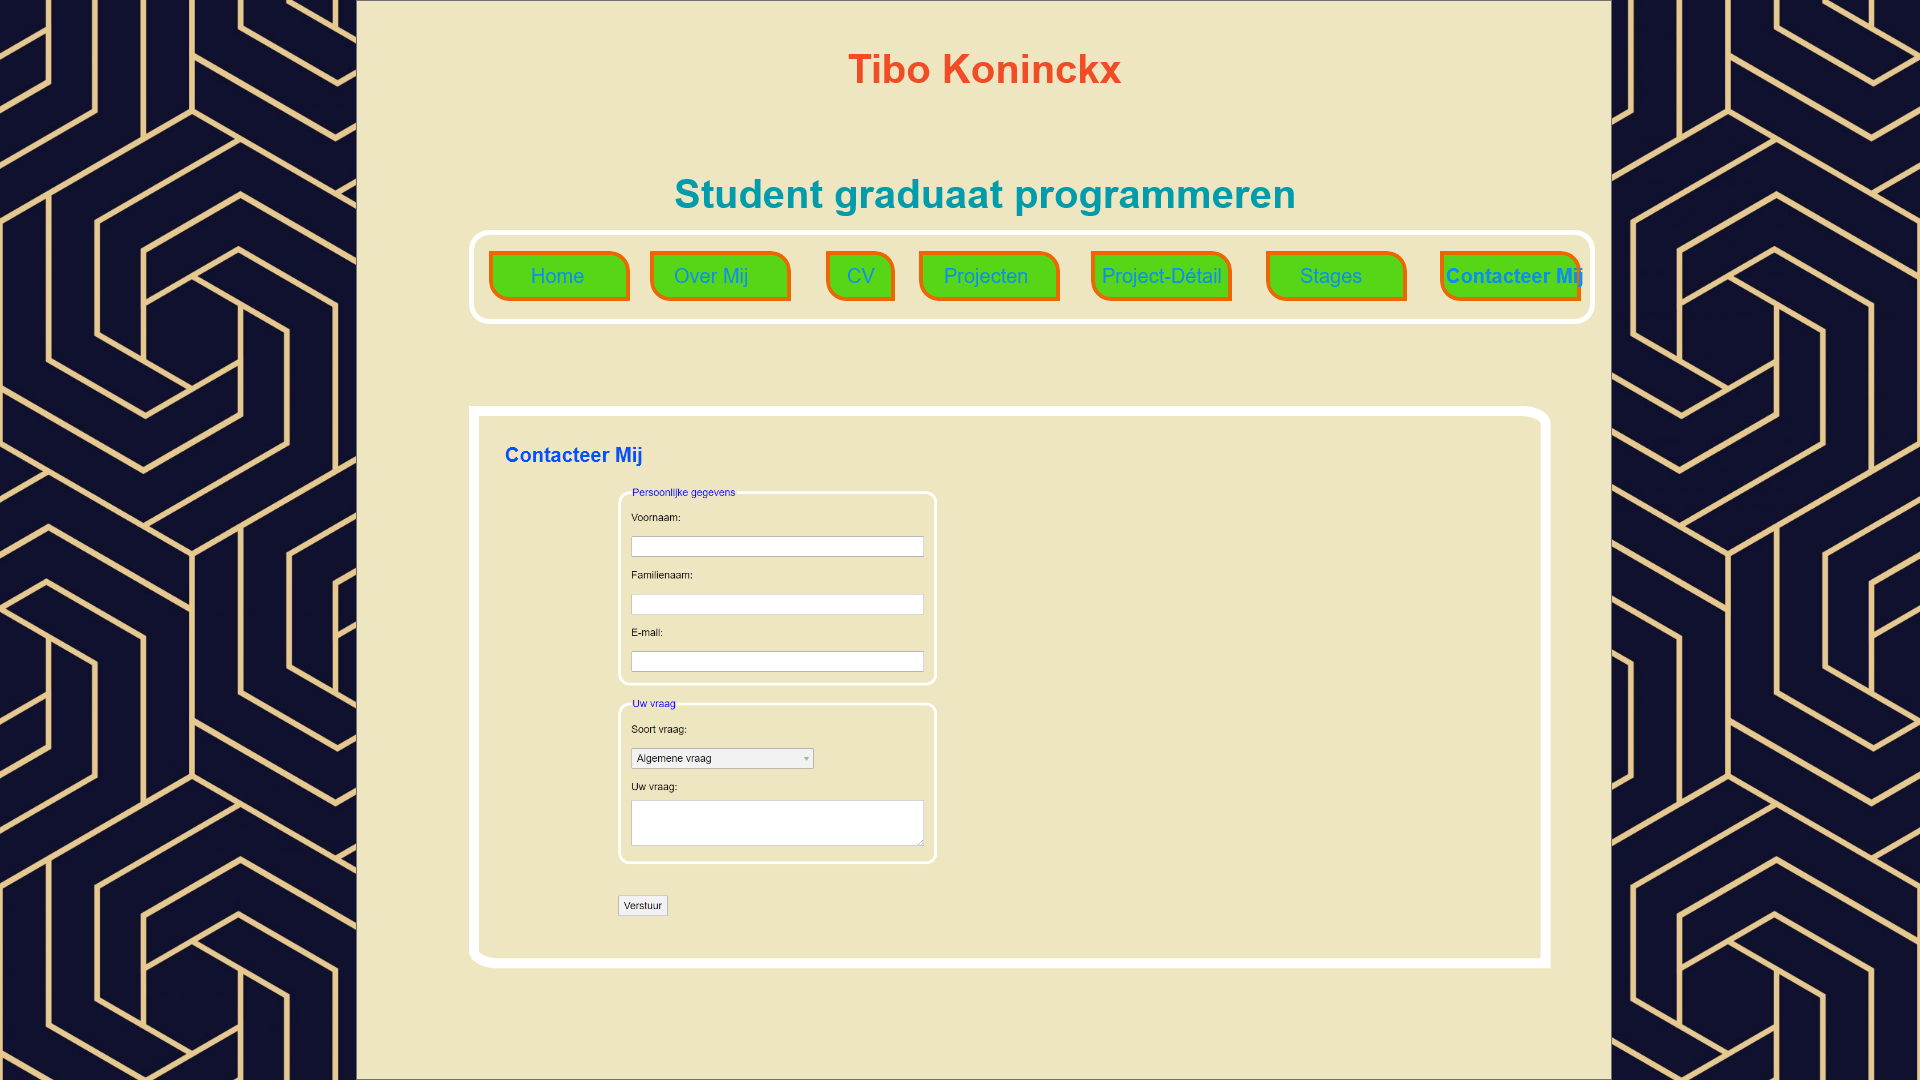 Tibo Koninckx
Student graduaat programmeren
Home Over Mij CV Projecten Project-Détail Stages Contacteer Mij
Contacteer Mij
Persoonlijke gegevens
Voornaam:
Familienaam:
E-mail:
Uw vraag
Soort vraag:
Algemene vraag
Uw vraag:
Verstuur